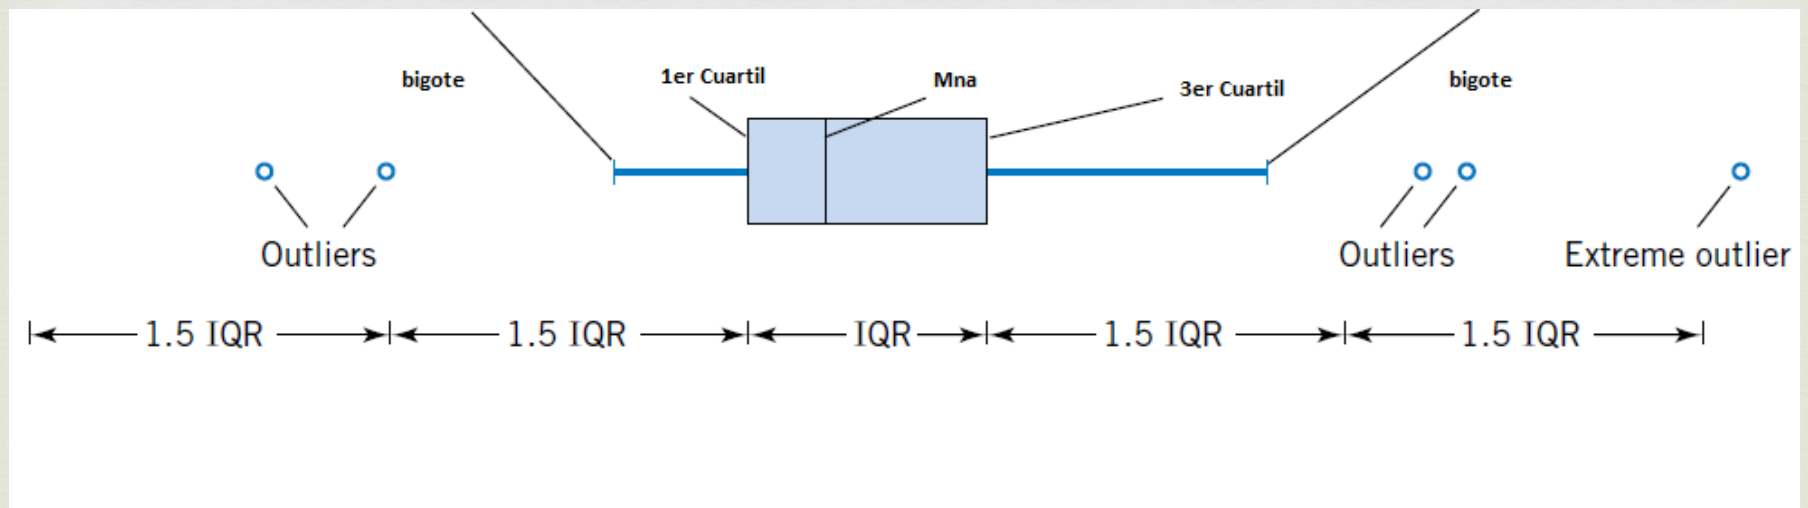 bigote
1er Cuartil
Mna
3er Cuartil
bigote
Outliers
Outliers
Extreme outlier
1.5 IQR
1.5 IQR
IQR
1.5 IQR
1.5 IQR